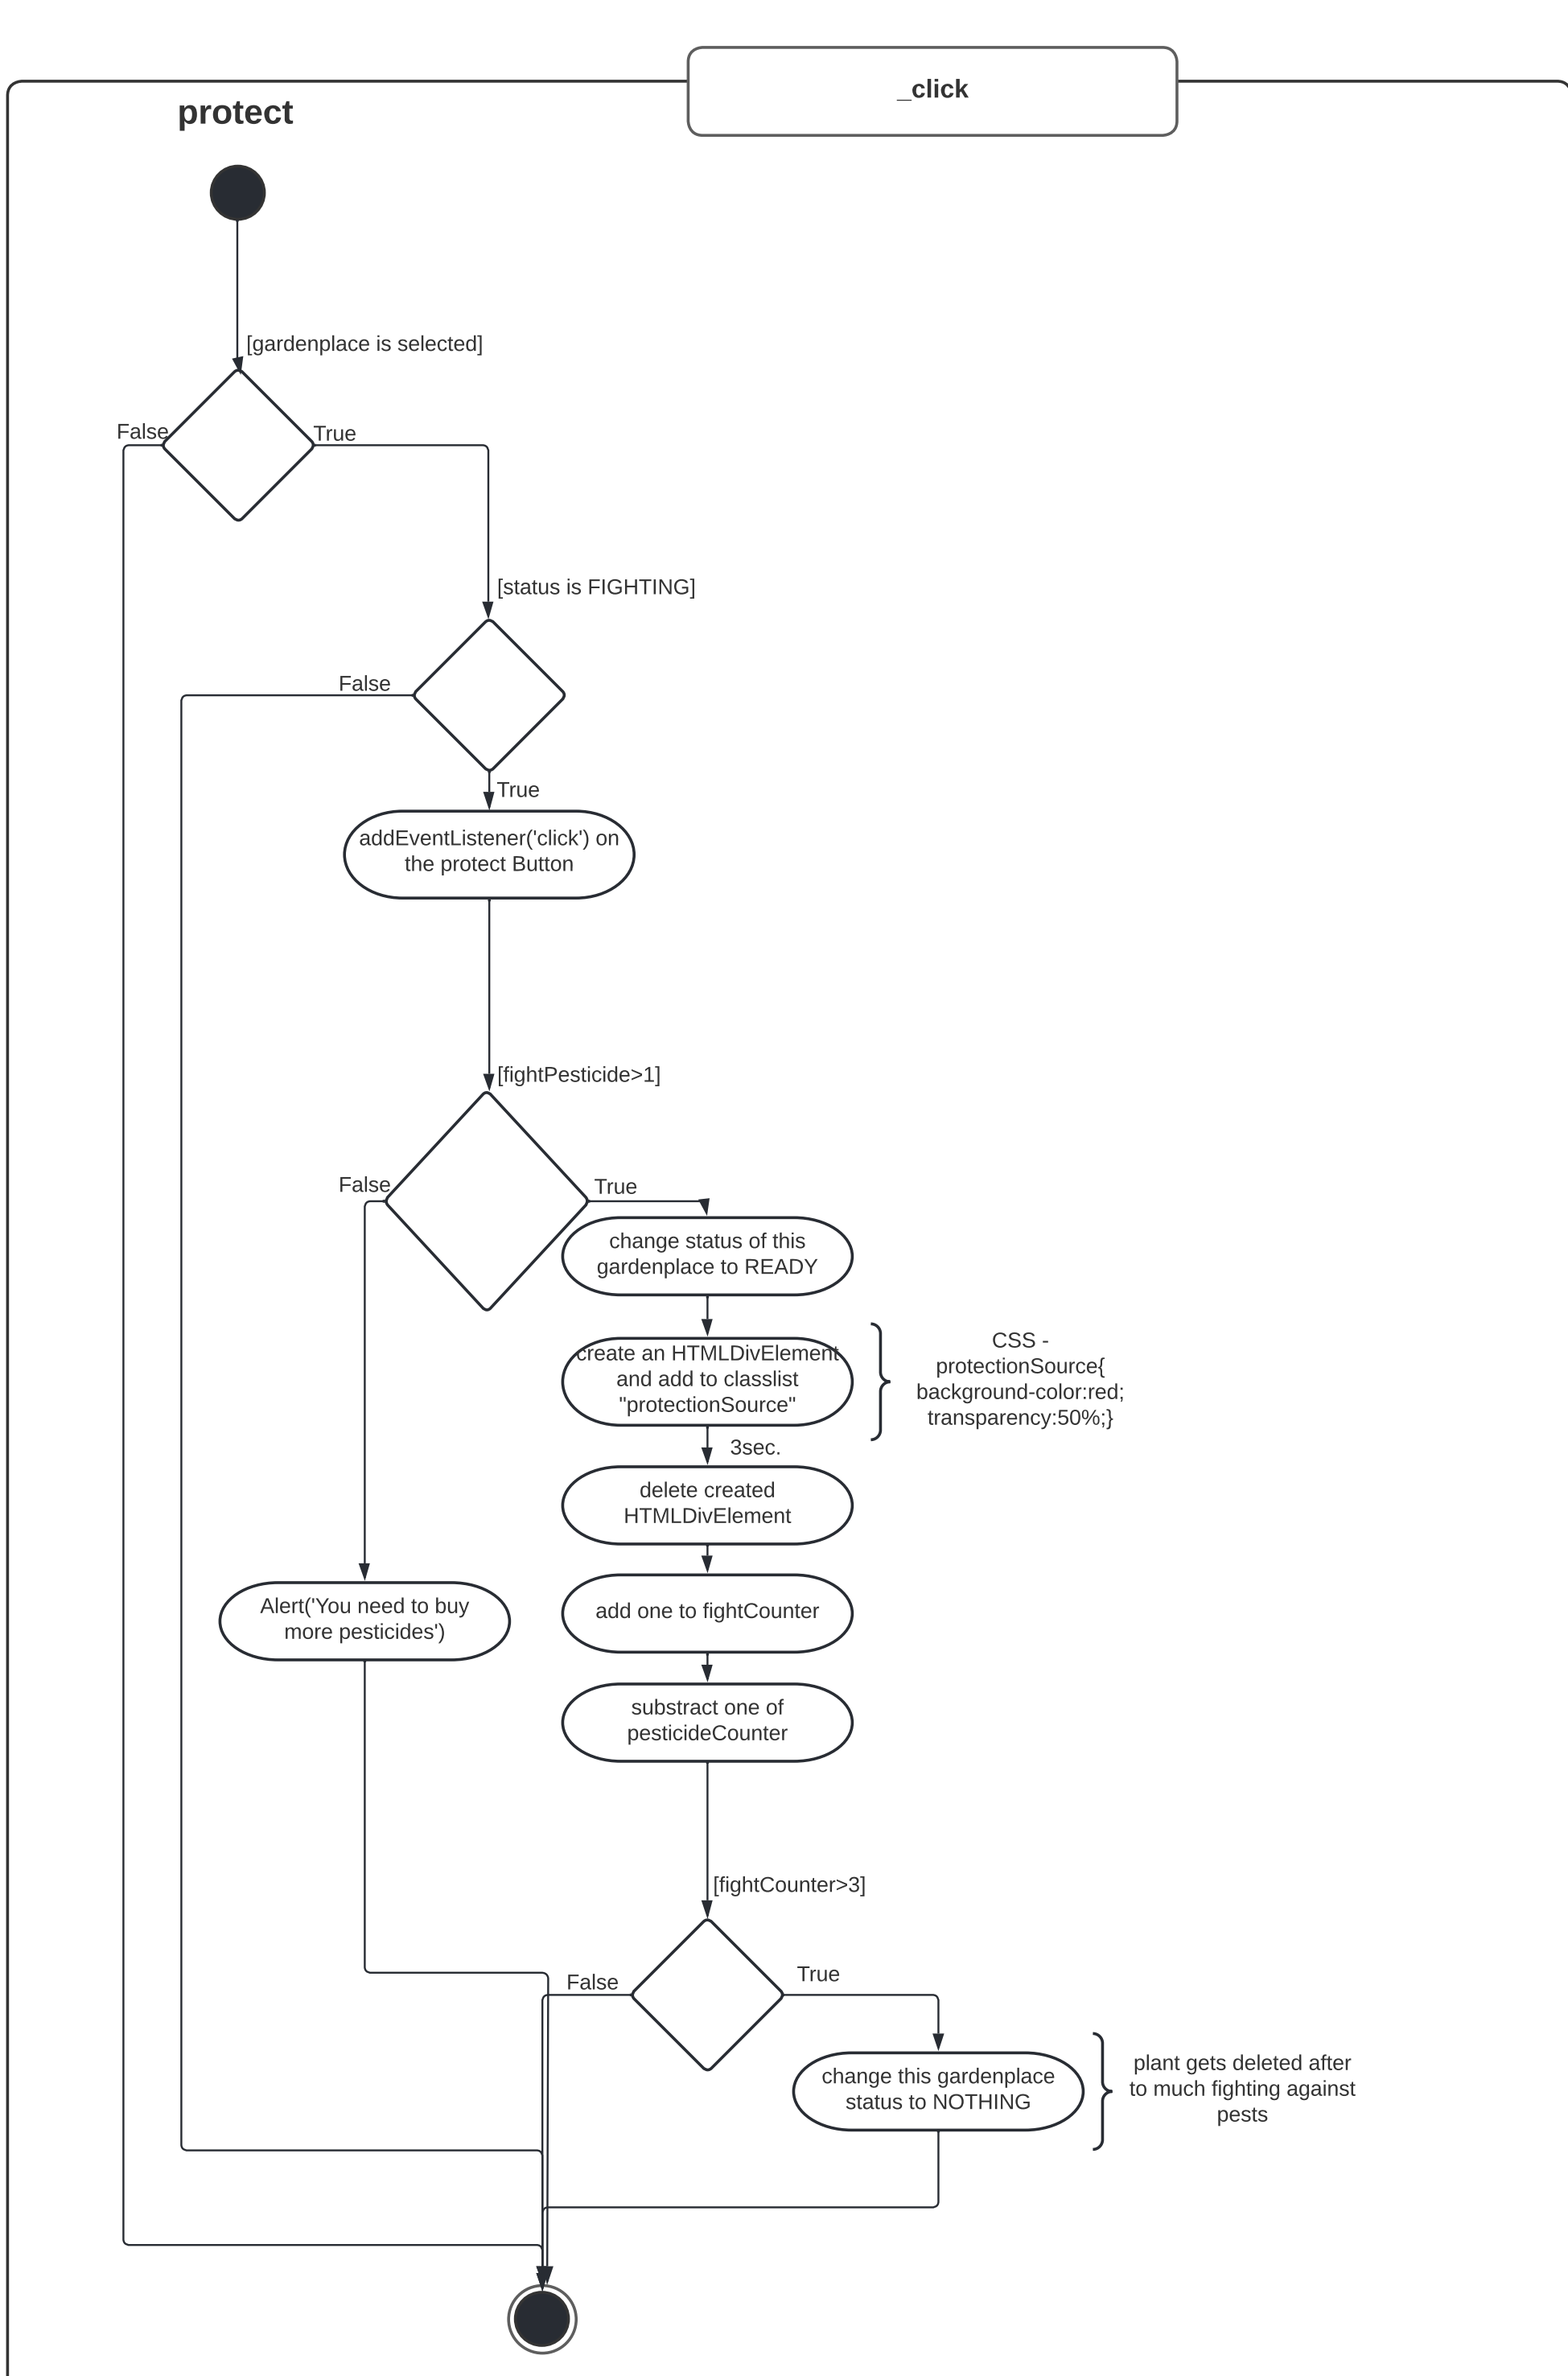 _click
protect
[gardenplace is selected]
False
True
[status is FIGHTING]
False
True
addEventListener('click') on
the protect Button
[fightPesticide>1]
False
True
change status of this
gardenplace to READY
create an HTMLDivElement
and add to classlist
"protectionSource"
CSS -
protectionSource{
background-color:red;
transparency:50%;}
3sec.
delete created
HTMLDivElement
Alert('You need to buy
more pesticides')
add one to fightCounter
substract one of
pesticideCounter
[fightCounter>3]
False
True
change this gardenplace
status to NOTHING
plant gets deleted after
to much fighting against
pests